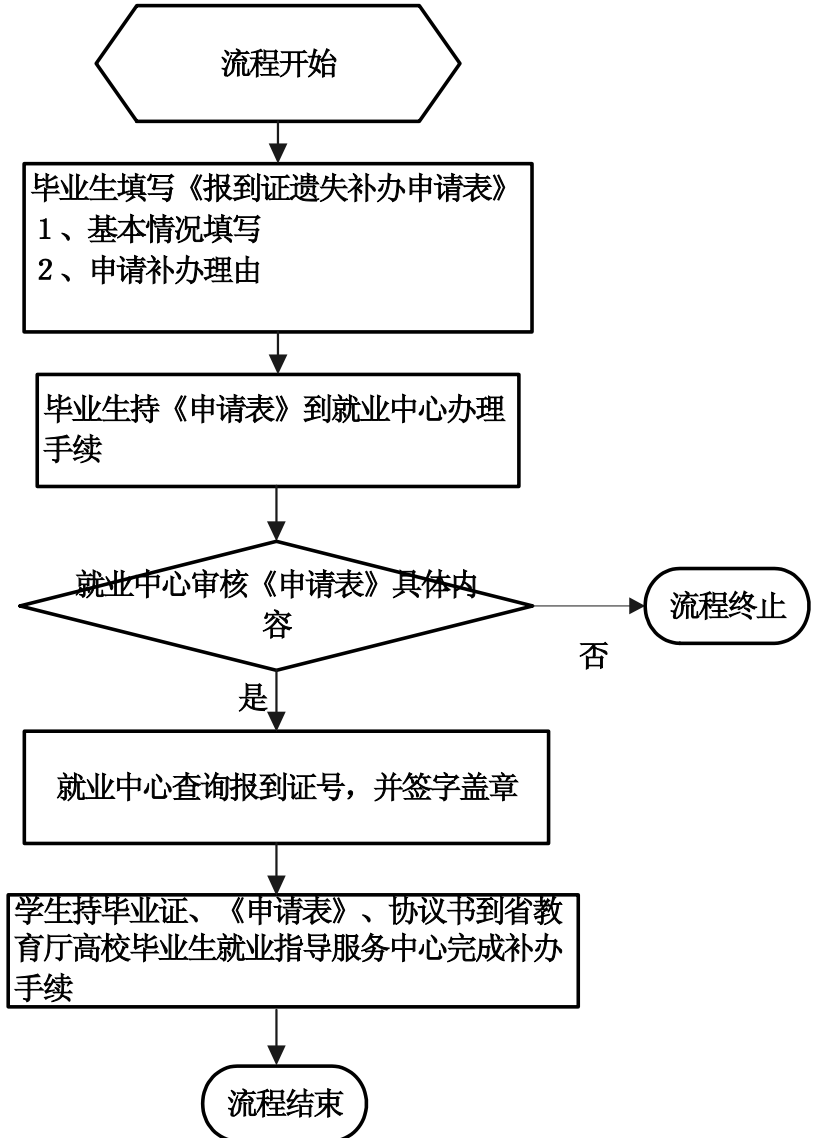 流程开始
毕业生填写《报到证遗失补办申请表》
1、基本情况填写
2、申请补办理由
毕业生持《申请表》到就业中心办理
手续
就业中心审核《申请表》具体内
容
流程终止
否
是
就业中心查询报到证号，并签字盖章
学生持毕业证、《申请表》、协议书到省教
育厅高校毕业生就业指导服务中心完成补办
手续
流程结束